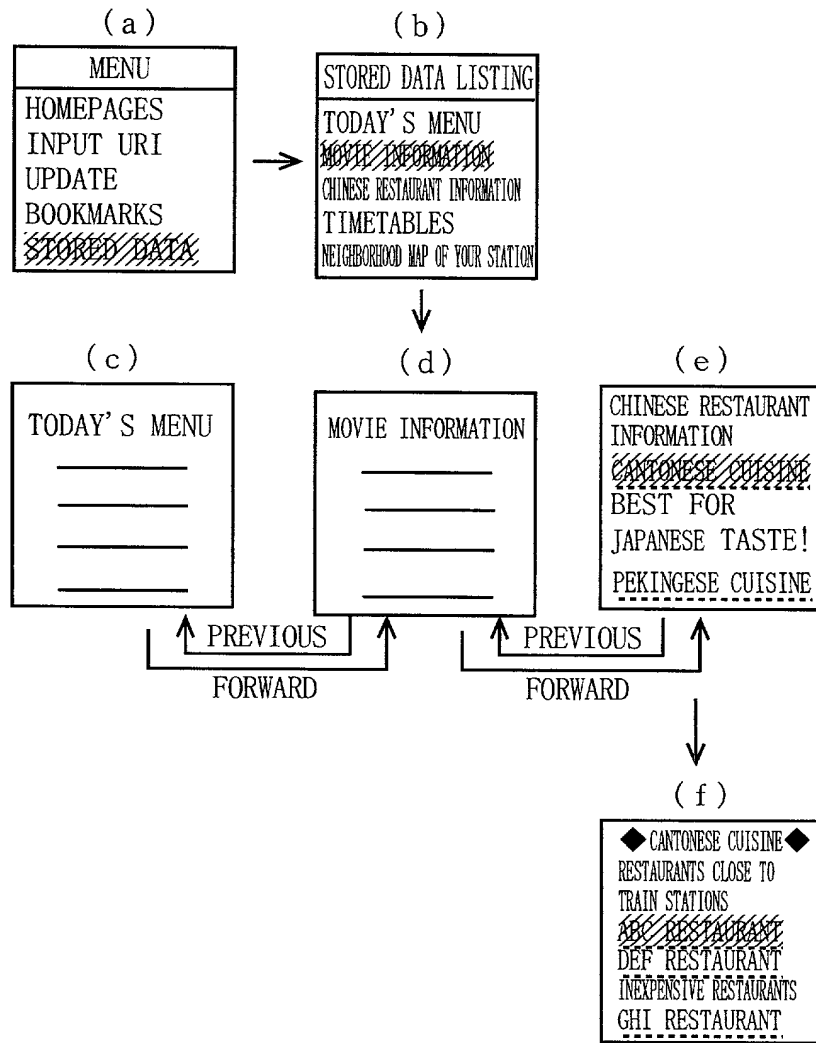 (a)
MENU
HOMEPAGES
INPUT URI
UPDATE
BOOKMARKS
STORED DATA
(b)
STORED DATA LISTING
TODAY'S MENU
MOVIE INFORMATION
CHINESE RESTAURANT INFORMATION
TIMETABLES
NEIGHBORHOOD MAP OF YOUR STATION
(c)
TODAY'S MENU
(d)
MOVIE INFORMATION
(e)
CHINESE RESTAURANT
INFORMATION
CANTONESE CUISINE
BEST FOR
JAPANESE TASTE!
PEKINGESE CUISINE
PREVIOUS
FORWARD
PREVIOUS
FORWARD
(f)
◆CANTONESE CUISINE◆
RESTAURANTS CLOSE TO
TRAIN STATIONS
ABC RESTAURANT
DEF RESTAURANT
INEXPENSIVE RESTAURANTS
GHI RESTAURANT